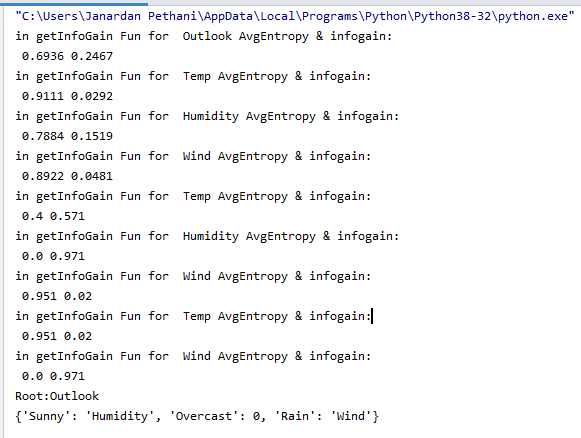 "C:\Users\Janardan Pethani\AppData\Local\Programs\Python\Python38-32\python.exe"
in getInfoGain Fun for  Outlook AvgEntropy & infogain:
 0.6936 0.2467
in getInfoGain Fun for  Temp AvgEntropy & infogain:
 0.9111 0.0292
in getInfoGain Fun for  Humidity AvgEntropy & infogain:
 0.7884 0.1519
in getInfoGain Fun for  Wind AvgEntropy & infogain:
 0.8922 0.0481
in getInfoGain Fun for  Temp AvgEntropy & infogain:
 0.4 0.571
in getInfoGain Fun for  Humidity AvgEntropy & infogain:
 0.0 0.971
in getInfoGain Fun for  Wind AvgEntropy & infogain:
 0.951 0.02
in getInfoGain Fun for  Temp AvgEntropy & infogain:
 0.951 0.02
in getInfoGain Fun for  Wind AvgEntropy & infogain:
 0.0 0.971
Root:Outlook
{'Sunny': 'Humidity', 'Overcast': 0, 'Rain': 'Wind'}